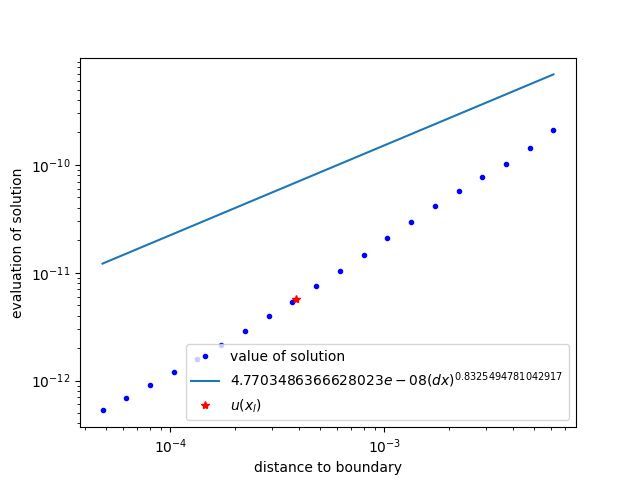 10⁻¹⁰
10⁻¹¹
10⁻¹²
evaluation of solution
value of solution
4.7703486366628023e − 08(dx)^0.8325494781042917
u(x_l)
10⁻⁴ 10⁻³
distance to boundary